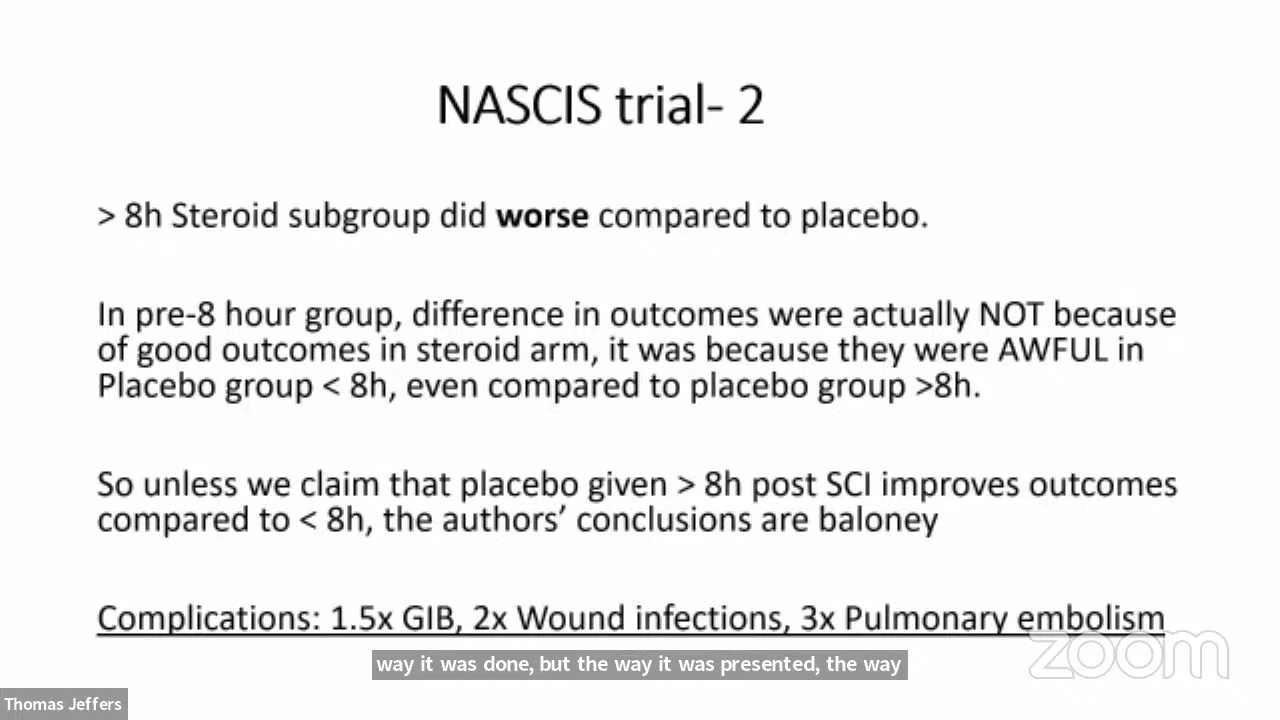 NASCIS trial- 2
> 8h Steroid subgroup did worse compared to placebo.
In pre-8 hour group, difference in outcomes were actually NOT because
of good outcomes in steroid arm, it was because they were AWFUL in
Placebo group < 8h, even compared to placebo group >8h.
So unless we claim that placebo given > 8h post SCI improves outcomes
compared to < 8h, the authors’ conclusions are baloney
Complications: 1.5x GIB, 2x Wound infections, 3x Pulmonary embolism
zoom
way it was done, but the way it was presented, the way
Thomas Jeffers